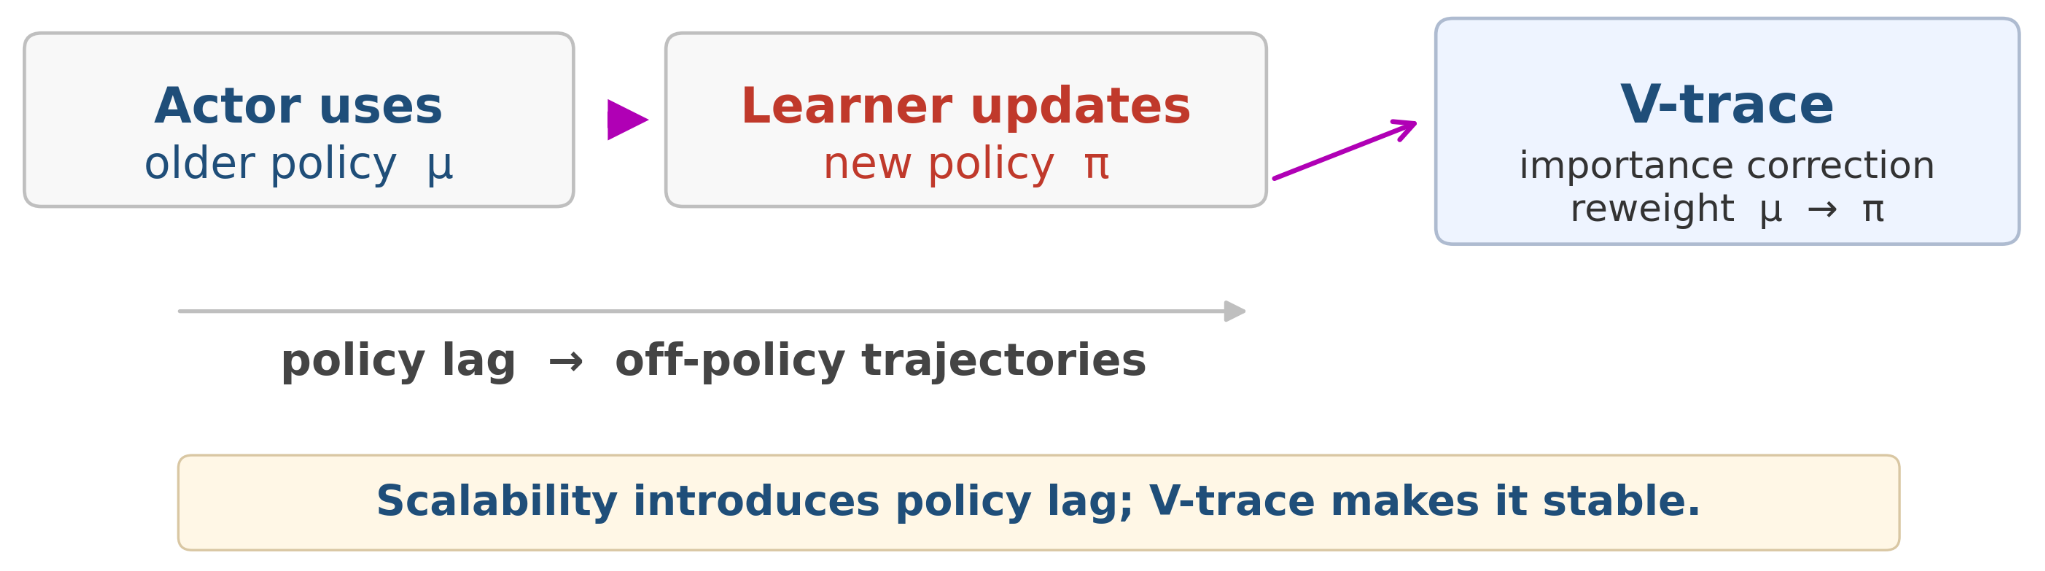 Actor uses
older policy μ
Learner updates
new policy π
V-trace
importance correction
reweight μ → π
policy lag → off-policy trajectories
Scalability introduces policy lag; V-trace makes it stable.